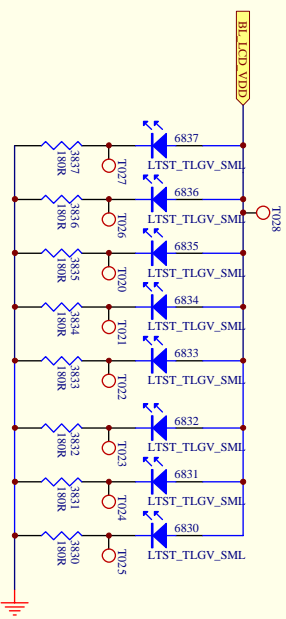 BL_LCD_VDD
T028
6837
LTST_TLGV_SML
T027
3837
180R
6836
LTST_TLGV_SML
T026
3836
180R
6835
LTST_TLGV_SML
T020
3835
180R
6834
LTST_TLGV_SML
T021
3834
180R
6833
LTST_TLGV_SML
T022
3833
180R
6832
LTST_TLGV_SML
T023
3832
180R
6831
LTST_TLGV_SML
T024
3831
180R
6830
LTST_TLGV_SML
T025
3830
180R